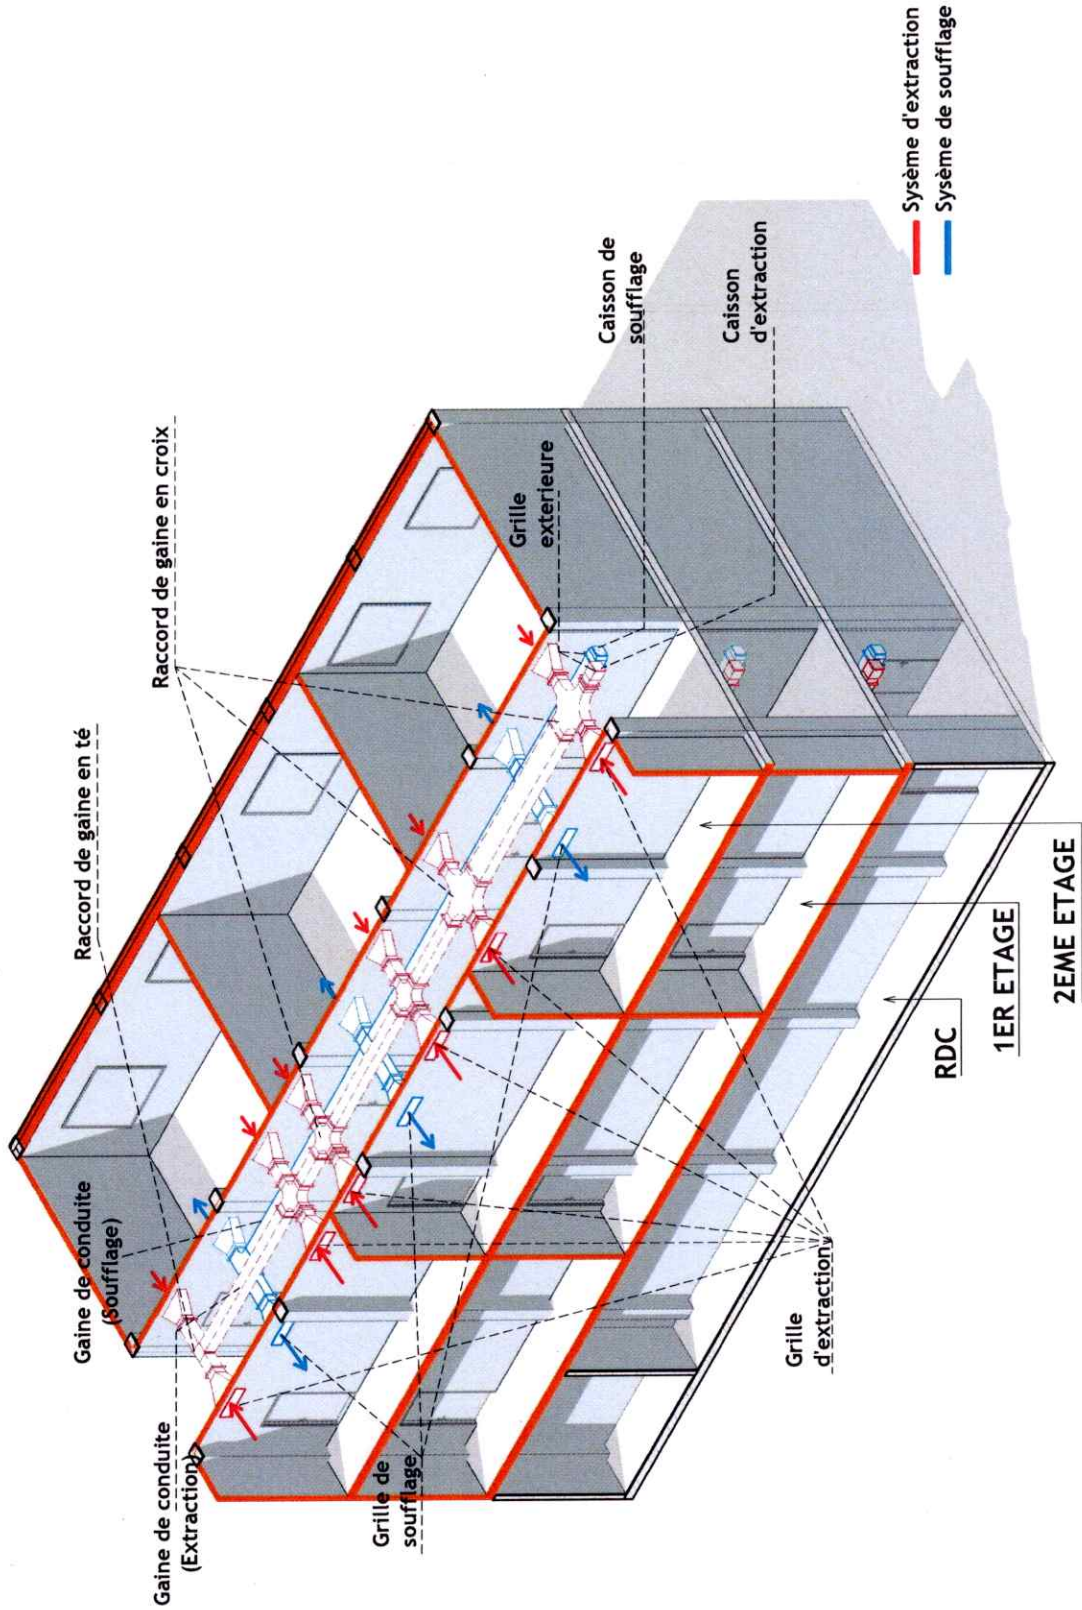 Gaine de conduite
(Extraction)
Gaine de conduite
(Soufflage)
Raccord de gaine en té
Raccord de gaine en croix
Grille
exterieure
Caisson de
soufflage
Caisson
d'extraction
Grille de
soufflage
Grille
d'extraction
RDC
1ER ETAGE
2EME ETAGE
Sysème d'extraction
Sysème de soufflage